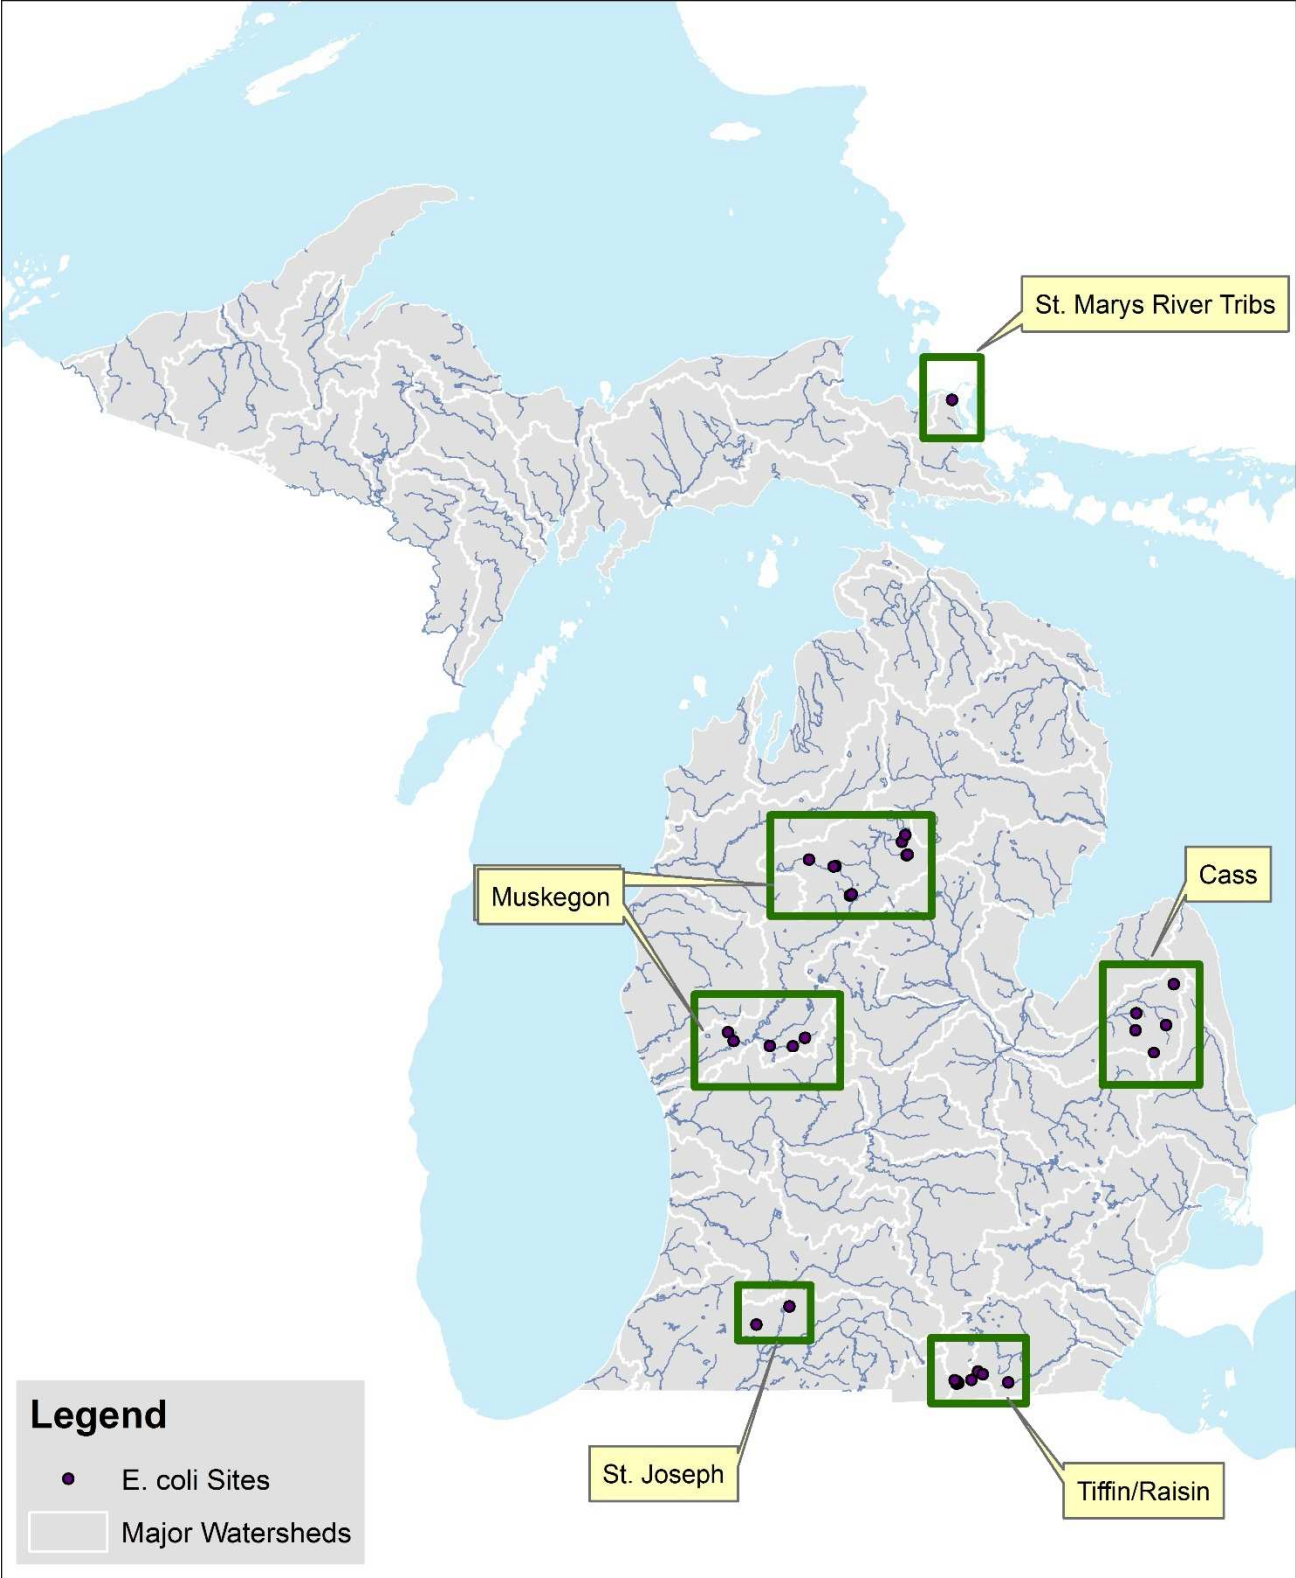 St. Marys River Tribs
Cass
Muskegon
St. Joseph
Tiffin/Raisin
Legend
E. coli Sites
Major Watersheds